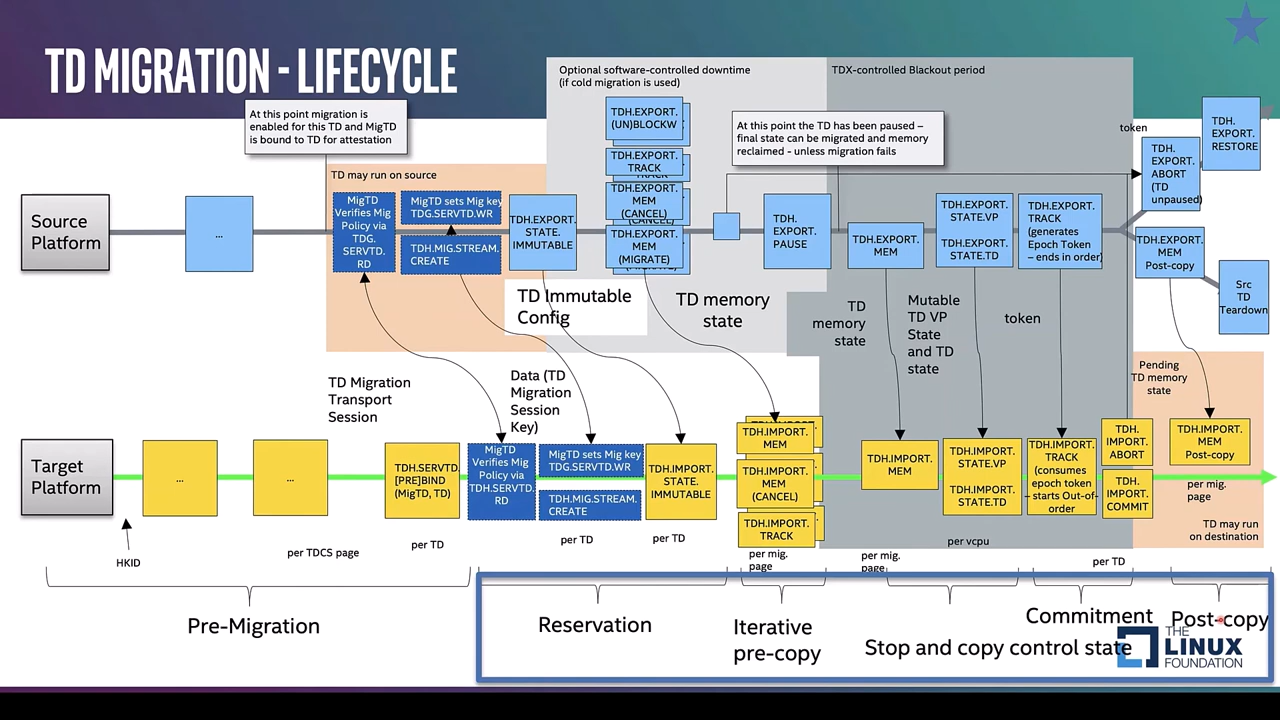 TD MIGRATION - LIFECYCLE
Optional software-controlled downtime
(if cold migration is used)
TDX-controlled Blackout period
At this point migration is
enabled for this TD and MigTD
is bound to TD for attestation
At this point the TD has been paused –
final state can be migrated and memory
reclaimed - unless migration fails
token
TDH.
EXPORT.
RESTORE
TDH.
EXPORT.
ABORT
(TD
unpaused)
TD may run on source
Source
Platform
...
MigTD
Verifies Mig
Policy via
TDG.
SERVTD.
RD
MigTD sets Mig key
TDG.SERVTD.WR
TDH.MIG.STREAM.
CREATE
TDH.EXPORT.
STATE.
IMMUTABLE
TDH.EXPORT.
(UN)BLOCKW
TDH.EXPORT.
TRACK
TRACK
TDH.EXPORT.
MEM
(CANCEL)
(CANCEL)
TDH.EXPORT.
MEM
(MIGRATE)
(MIGRATE)
TDH.
EXPORT.
PAUSE
TDH.EXPORT.
MEM
TDH.EXPORT.
STATE.VP
TDH.EXPORT.
STATE.TD
TDH.EXPORT.
TRACK
(generates
Epoch Token
– ends in order)
TDH.EXPORT.
MEM
Post-copy
Src
TD
Teardown
TD Immutable
Config
TD memory
state
TD
memory
state
Mutable
TD VP
State
and TD
state
token
TD Migration
Transport
Session
Data (TD
Migration
Session
Key)
Pending
TD memory
state
Target
Platform
...
...
TDH.SERVTD.
[PRE]BIND
(MigTD, TD)
MigTD
Verifies Mig
Policy via
TDH.SERVTD.
RD
MigTD sets Mig key
TDG.SERVTD.WR
TDH.MIG.STREAM.
CREATE
TDH.IMPORT.
STATE.
IMMUTABLE
TDH.IMPORT.
MEM
TDH.IMPORT.
MEM
(CANCEL)
TDH.IMPORT.
TRACK
TDH.IMPORT.
MEM
TDH.IMPORT.
STATE.VP
TDH.IMPORT.
STATE.TD
TDH.IMPORT.
TRACK
(consumes
epoch token
– starts Out-of-
order
TDH.
IMPORT.
ABORT
TDH.
IMPORT.
COMMIT
TDH.IMPORT.
MEM
Post-copy
per mig.
page
TD may run
on destination
HKID
per TDCS page
per TD
per TD
per TD
per mig.
page
per mig.
page
per vcpu
per TD
Pre-Migration
Reservation
Iterative
pre-copy
Stop and copy control state
Commitment
Post-copy
THE
LINUX
FOUNDATION